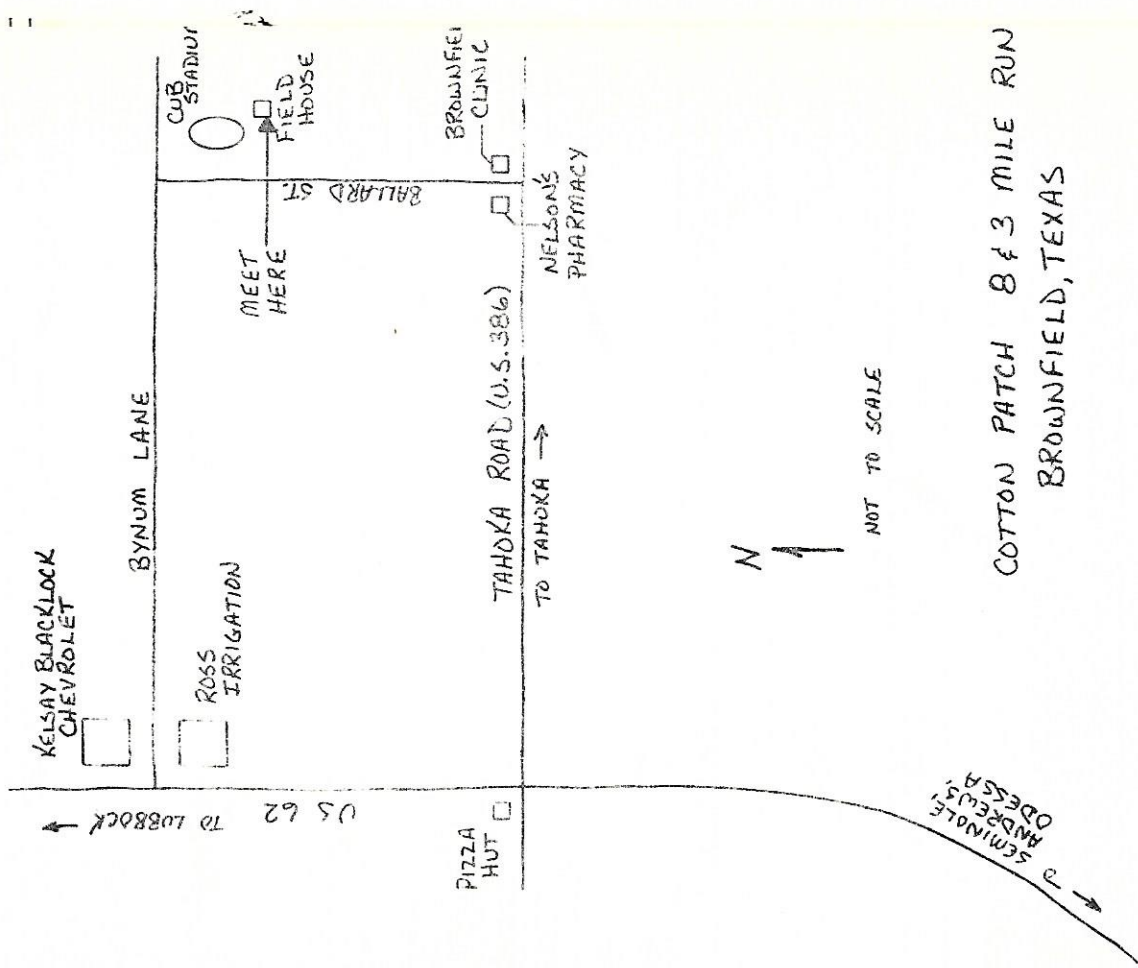 CUB
STADIUM
FIELD
HOUSE
BROWNFIEL
CLINIC
BALLARD ST.
MEET
HERE
NELSON'S
PHARMACY
BYNUM LANE
KELSAY BLACKLOCK
CHEVROLET
ROSS
IRRIGATION
TAHOKA ROAD (U.S. 386)
TO TAHOKA →
US 62
TO LUBBOCK →
PIZZA
HUT
N
NOT TO SCALE
SEMINOLE,
ANDREWS,
ODESSA
COTTON PATCH 8 & 3 MILE RUN
BROWNFIELD, TEXAS